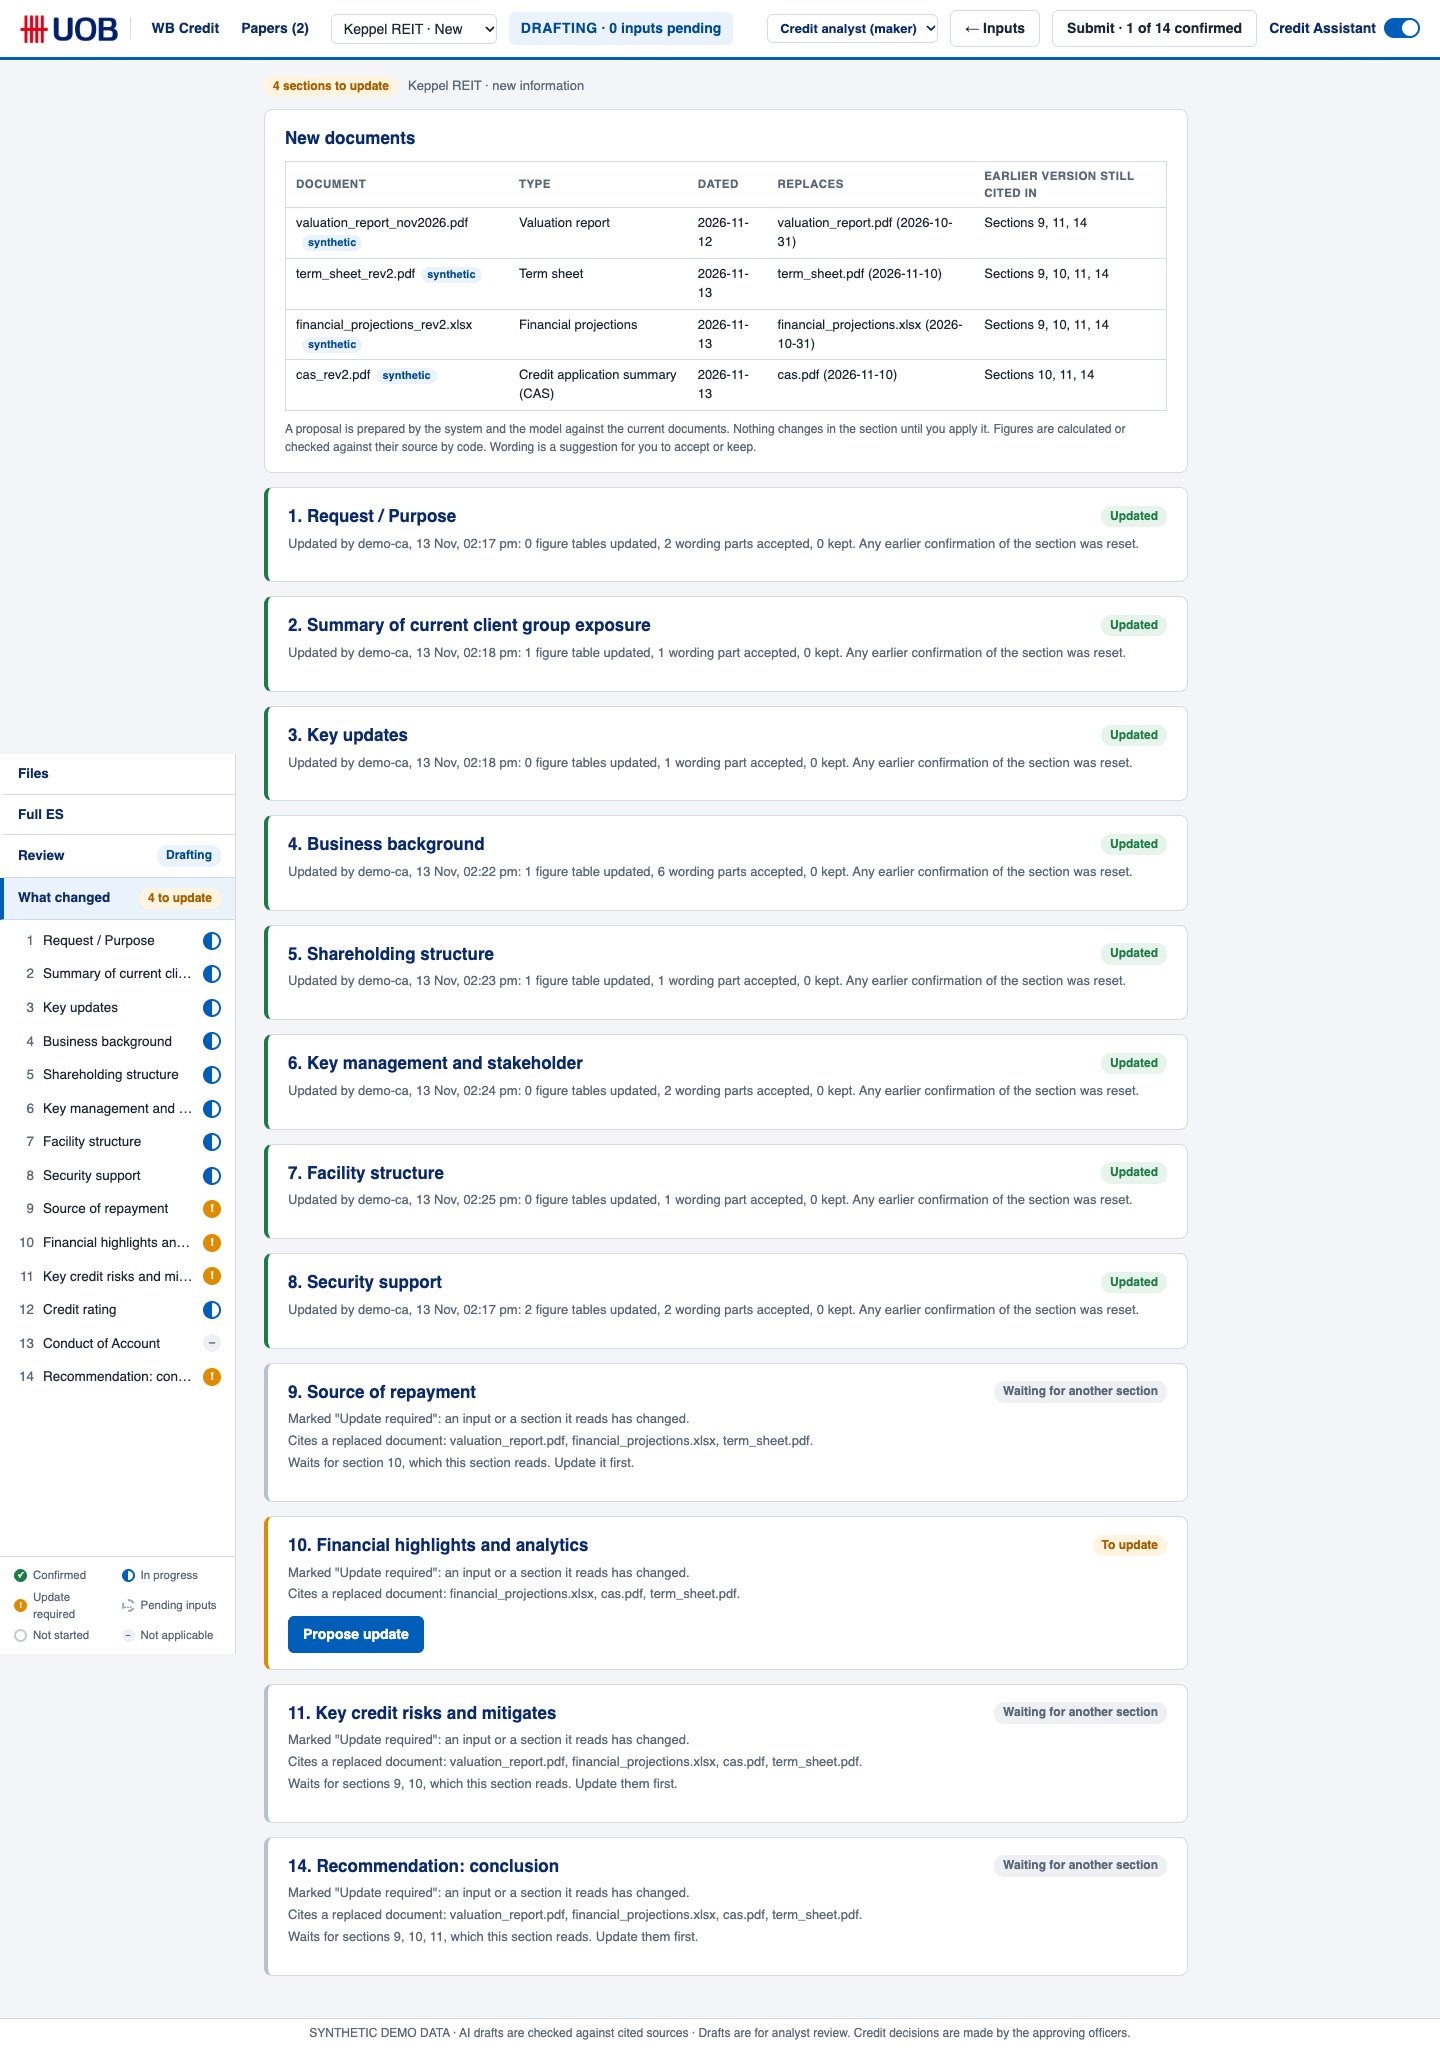 UOB
WB Credit
Papers (2)
Keppel REIT · New
DRAFTING · 0 inputs pending
Credit analyst (maker)
← Inputs
Submit · 1 of 14 confirmed
Credit Assistant
4 sections to update
Keppel REIT · new information
New documents
DOCUMENT TYPE DATED REPLACES EARLIER VERSION STILL CITED IN
valuation_report_nov2026.pdf synthetic Valuation report 2026-11-12 valuation_report.pdf (2026-10-31) Sections 9, 11, 14
term_sheet_rev2.pdf synthetic Term sheet 2026-11-13 term_sheet.pdf (2026-11-10) Sections 9, 10, 11, 14
financial_projections_rev2.xlsx synthetic Financial projections 2026-11-13 financial_projections.xlsx (2026-10-31) Sections 9, 10, 11, 14
cas_rev2.pdf synthetic Credit application summary (CAS) 2026-11-13 cas.pdf (2026-11-10) Sections 10, 11, 14
A proposal is prepared by the system and the model against the current documents. Nothing changes in the section until you apply it. Figures are calculated or
checked against their source by code. Wording is a suggestion for you to accept or keep.
1. Request / Purpose
Updated
Updated by demo-ca, 13 Nov, 02:17 pm: 0 figure tables updated, 2 wording parts accepted, 0 kept. Any earlier confirmation of the section was reset.
2. Summary of current client group exposure
Updated
Updated by demo-ca, 13 Nov, 02:18 pm: 1 figure table updated, 1 wording part accepted, 0 kept. Any earlier confirmation of the section was reset.
3. Key updates
Updated
Updated by demo-ca, 13 Nov, 02:18 pm: 0 figure tables updated, 1 wording part accepted, 0 kept. Any earlier confirmation of the section was reset.
4. Business background
Updated
Updated by demo-ca, 13 Nov, 02:22 pm: 1 figure table updated, 6 wording parts accepted, 0 kept. Any earlier confirmation of the section was reset.
5. Shareholding structure
Updated
Updated by demo-ca, 13 Nov, 02:23 pm: 1 figure table updated, 1 wording part accepted, 0 kept. Any earlier confirmation of the section was reset.
6. Key management and stakeholder
Updated
Updated by demo-ca, 13 Nov, 02:24 pm: 0 figure tables updated, 2 wording parts accepted, 0 kept. Any earlier confirmation of the section was reset.
7. Facility structure
Updated
Updated by demo-ca, 13 Nov, 02:25 pm: 0 figure tables updated, 1 wording part accepted, 0 kept. Any earlier confirmation of the section was reset.
8. Security support
Updated
Updated by demo-ca, 13 Nov, 02:17 pm: 2 figure tables updated, 2 wording parts accepted, 0 kept. Any earlier confirmation of the section was reset.
9. Source of repayment
Waiting for another section
Marked "Update required": an input or a section it reads has changed.
Cites a replaced document: valuation_report.pdf, financial_projections.xlsx, term_sheet.pdf.
Waits for section 10, which this section reads. Update it first.
10. Financial highlights and analytics
To update
Marked "Update required": an input or a section it reads has changed.
Cites a replaced document: financial_projections.xlsx, cas.pdf, term_sheet.pdf.
Propose update
11. Key credit risks and mitigates
Waiting for another section
Marked "Update required": an input or a section it reads has changed.
Cites a replaced document: valuation_report.pdf, financial_projections.xlsx, cas.pdf, term_sheet.pdf.
Waits for sections 9, 10, which this section reads. Update them first.
14. Recommendation: conclusion
Waiting for another section
Marked "Update required": an input or a section it reads has changed.
Cites a replaced document: valuation_report.pdf, financial_projections.xlsx, cas.pdf, term_sheet.pdf.
Waits for sections 9, 10, 11, which this section reads. Update them first.
Files
Full ES
Review Drafting
What changed 4 to update
1 Request / Purpose
2 Summary of current cli...
3 Key updates
4 Business background
5 Shareholding structure
6 Key management and ...
7 Facility structure
8 Security support
9 Source of repayment !
10 Financial highlights an... !
11 Key credit risks and mi... !
12 Credit rating
13 Conduct of Account –
14 Recommendation: con... !
Confirmed
In progress
! Update required
Pending inputs
Not started
– Not applicable
SYNTHETIC DEMO DATA · AI drafts are checked against cited sources · Drafts are for analyst review. Credit decisions are made by the approving officers.